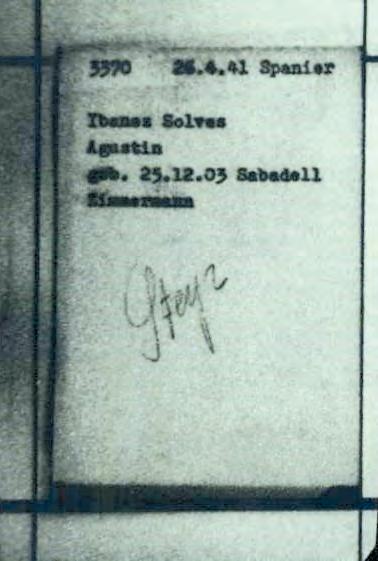 3370 26.4.41 Spanier
Ybanez Solves
Agustin
geb. 25.12.03 Sabadell
Zimmermann
Steyr